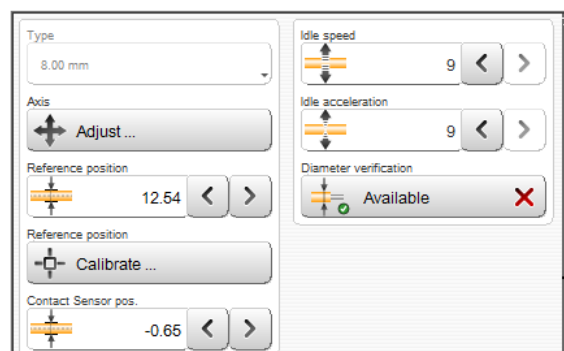 Type
8.00 mm
Axis
Adjust ...
Reference position
12.54
Reference position
Calibrate ...
Contact Sensor pos.
-0.65
Idle speed
9
Idle acceleration
9
Diameter verification
Available